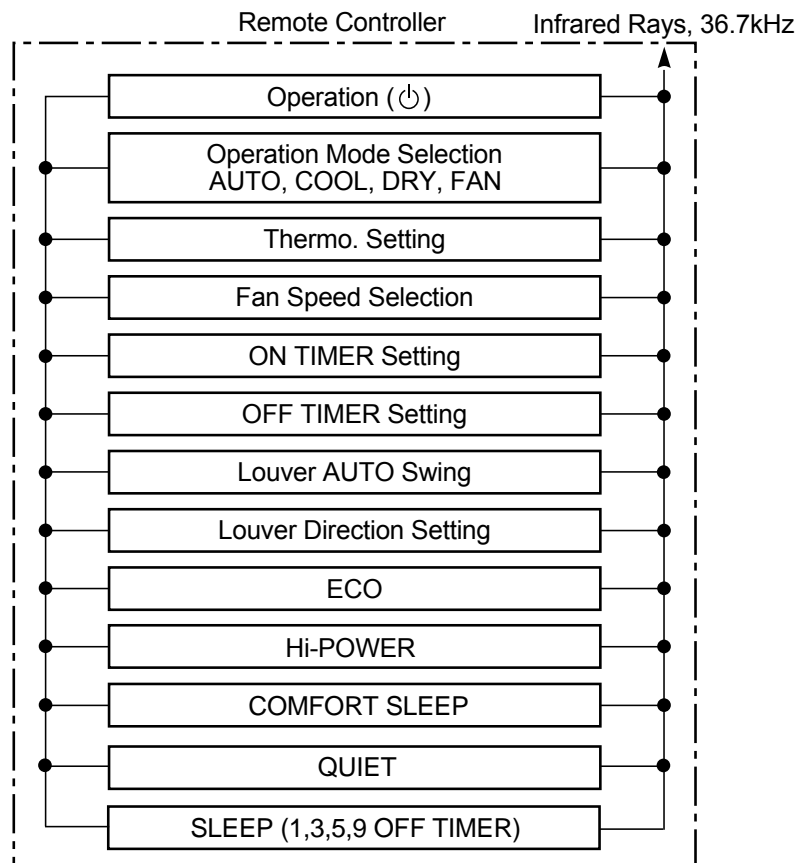 Remote Controller
Infrared Rays, 36.7kHz
Operation (⏻)
Operation Mode Selection
AUTO, COOL, DRY, FAN
Thermo. Setting
Fan Speed Selection
ON TIMER Setting
OFF TIMER Setting
Louver AUTO Swing
Louver Direction Setting
ECO
Hi-POWER
COMFORT SLEEP
QUIET
SLEEP (1,3,5,9 OFF TIMER)